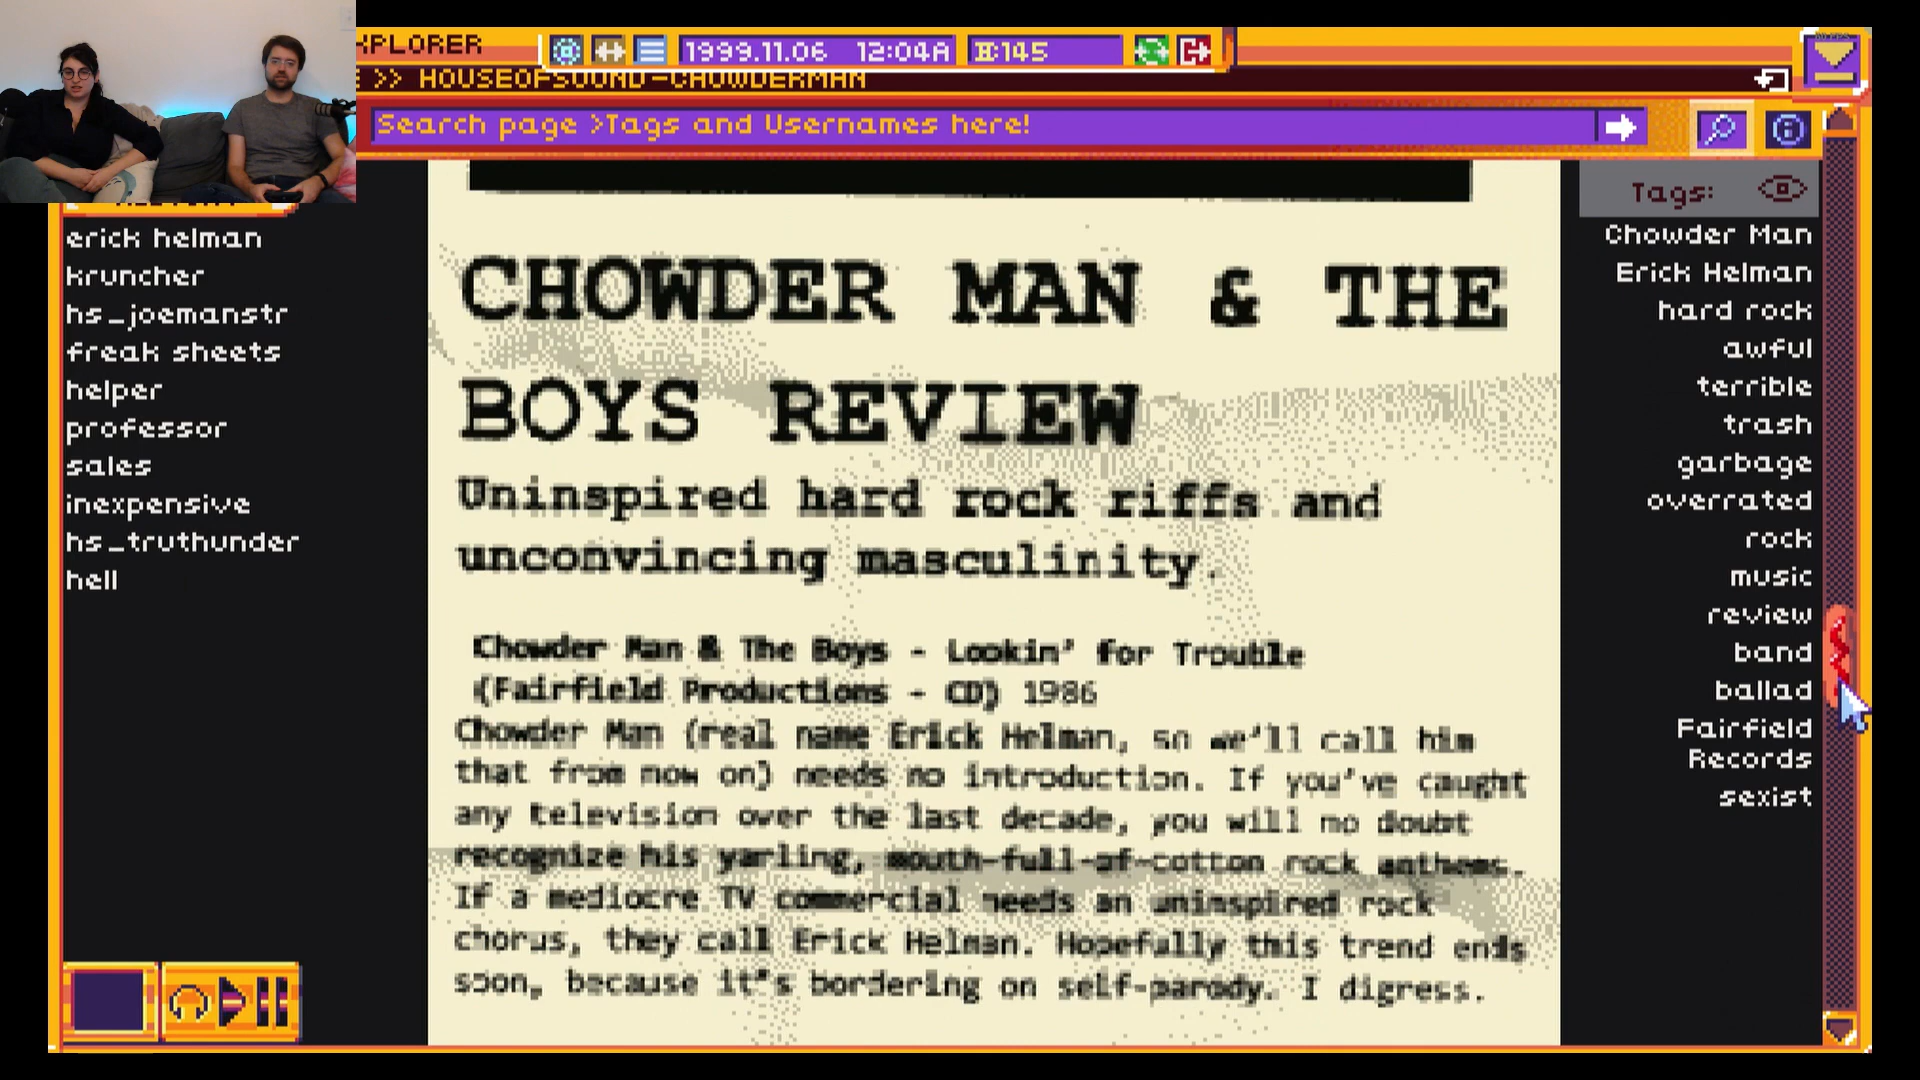 XPLORER
1999.11.06 12:04A
145
>> HOUSEOFSOUND-CHOWDERMAN
Search page >Tags and Usernames here!
erick helman
kruncher
hs_joemanstr
freak sheets
helper
professor
sales
inexpensive
hs_truthunder
hell
CHOWDER MAN & THE
BOYS REVIEW
Uninspired hard rock riffs and
unconvincing masculinity.
Chowder Man & The Boys - Lookin' for Trouble
(Fairfield Productions - CD) 1986
Chowder Man (real name Erick Helman, so we'll call him
that from now on) needs no introduction. If you've caught
any television over the last decade, you will no doubt
recognize his yarling, mouth-full-of-cotton rock anthems.
If a mediocre TV commercial needs an uninspired rock
chorus, they call Erick Helman. Hopefully this trend ends
soon, because it's bordering on self-parody. I digress.
Tags:
Chowder Man
Erick Helman
hard rock
awful
terrible
trash
garbage
overrated
rock
music
review
band
ballad
Fairfield
Records
sexist